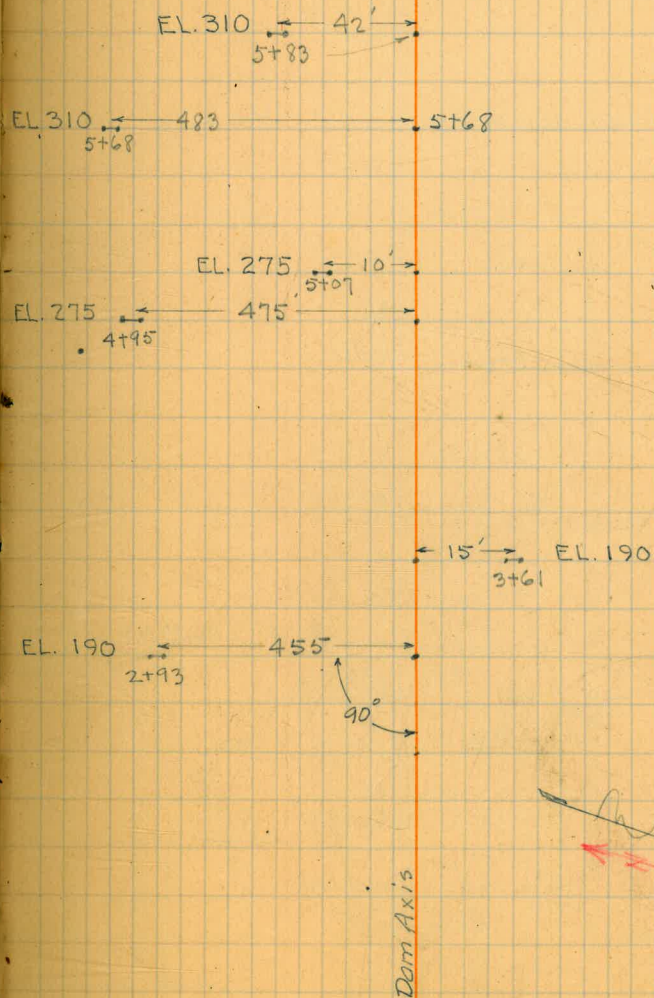 EL. 310 42'
5+83
EL 310 483 5+68
5+68
EL. 275 10'
5+07
EL. 275 475'
4+95
15' EL. 190
3+61
EL. 190 455
2+93
90°
N
Dam Axis